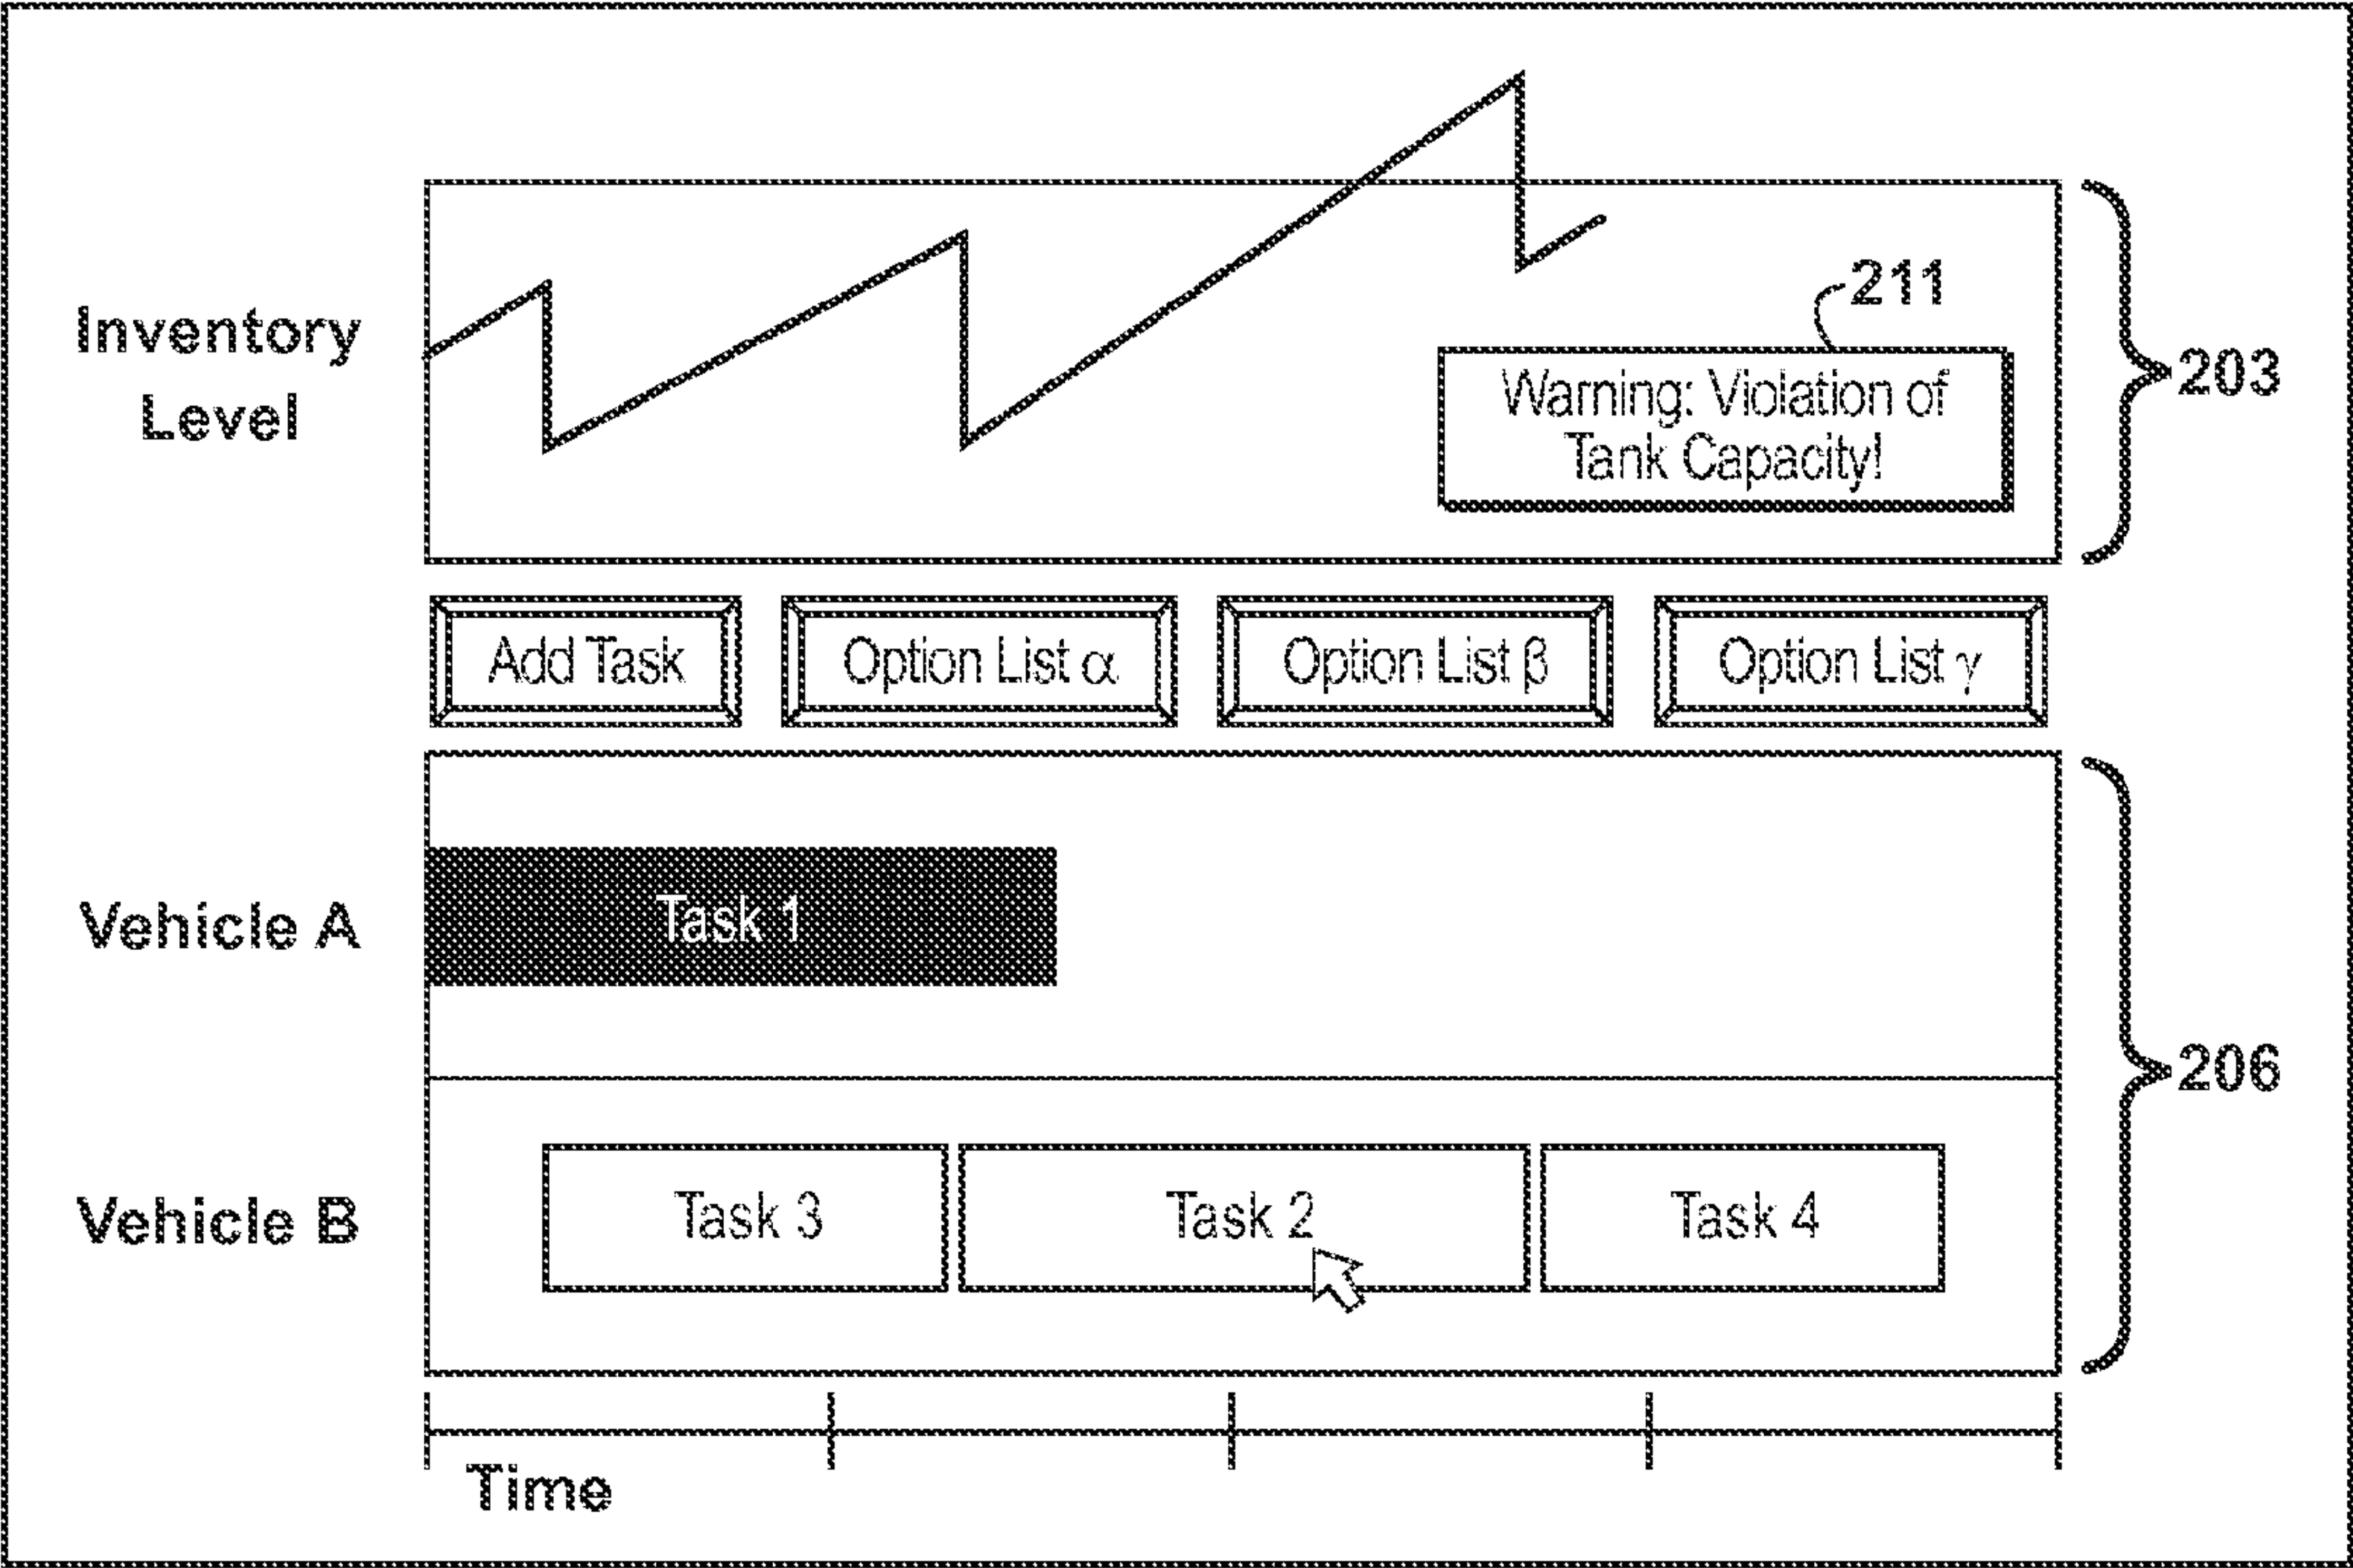 Inventory
Level
211
Warning: Violation of
Tank Capacity!
203
Add Task
Option List α
Option List β
Option List γ
Vehicle A
Task 1
206
Vehicle B
Task 3
Task 2
Task 4
Time